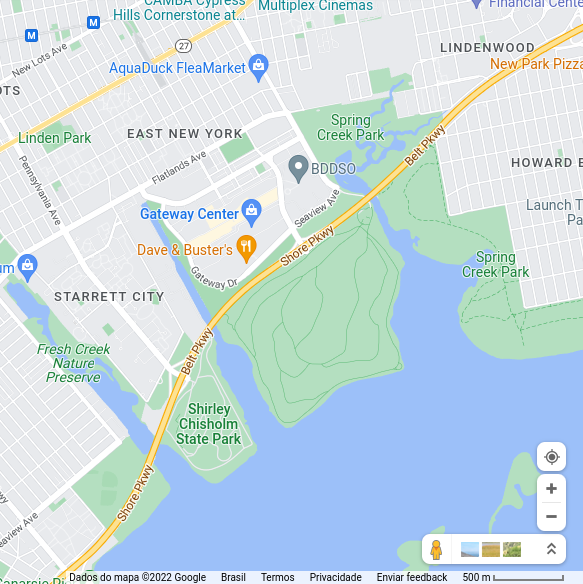 CAMBA Cypress
Hills Cornerstone at...
Multiplex Cinemas
Financial Cente
M
M
New Lots Ave
27
LINDENWOOD
AquaDuck FleaMarket
New Park Pizza
OTS
Spring
Creek Park
Linden Park
EAST NEW YORK
Belt Pkwy
Flatlands Ave
BDDSO
HOWARD B
Pennsylvania Ave
Gateway Center
Seaview Ave
Launch T
Pa
Dave & Buster's
Shore Pkwy
um
Gateway Dr
Spring
Creek Park
STARRETT CITY
Belt Pkwy
Fresh Creek
Nature
Preserve
Shirley
Chisholm
State Park
Shore Pkwy
wy
Seaview Ave
Canarsie Pi
Dados do mapa ©2022 Google Brasil Termos Privacidade Enviar feedback 500 m